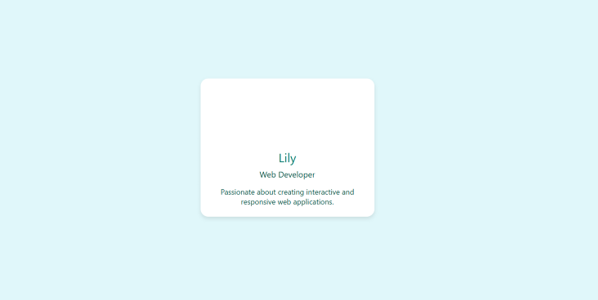 Lily
Web Developer
Passionate about creating interactive and
responsive web applications.